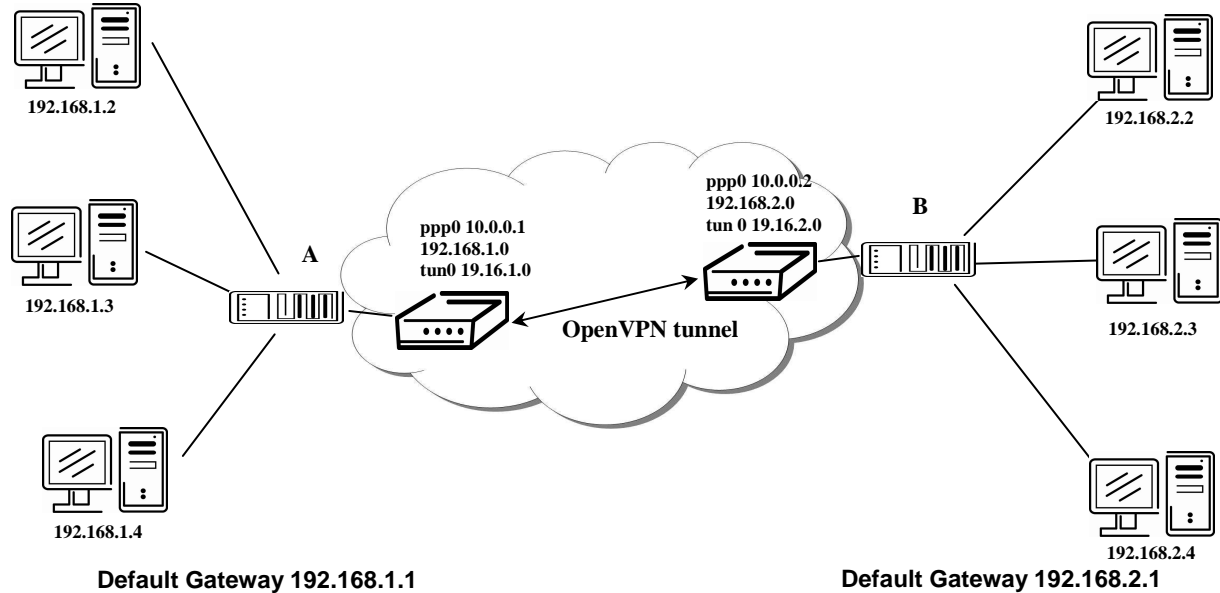 192.168.1.2
192.168.1.3
192.168.1.4
Default Gateway 192.168.1.1
A
ppp0 10.0.0.1
192.168.1.0
tun0 19.16.1.0
OpenVPN tunnel
ppp0 10.0.0.2
192.168.2.0
tun 0 19.16.2.0
B
192.168.2.2
192.168.2.3
192.168.2.4
Default Gateway 192.168.2.1